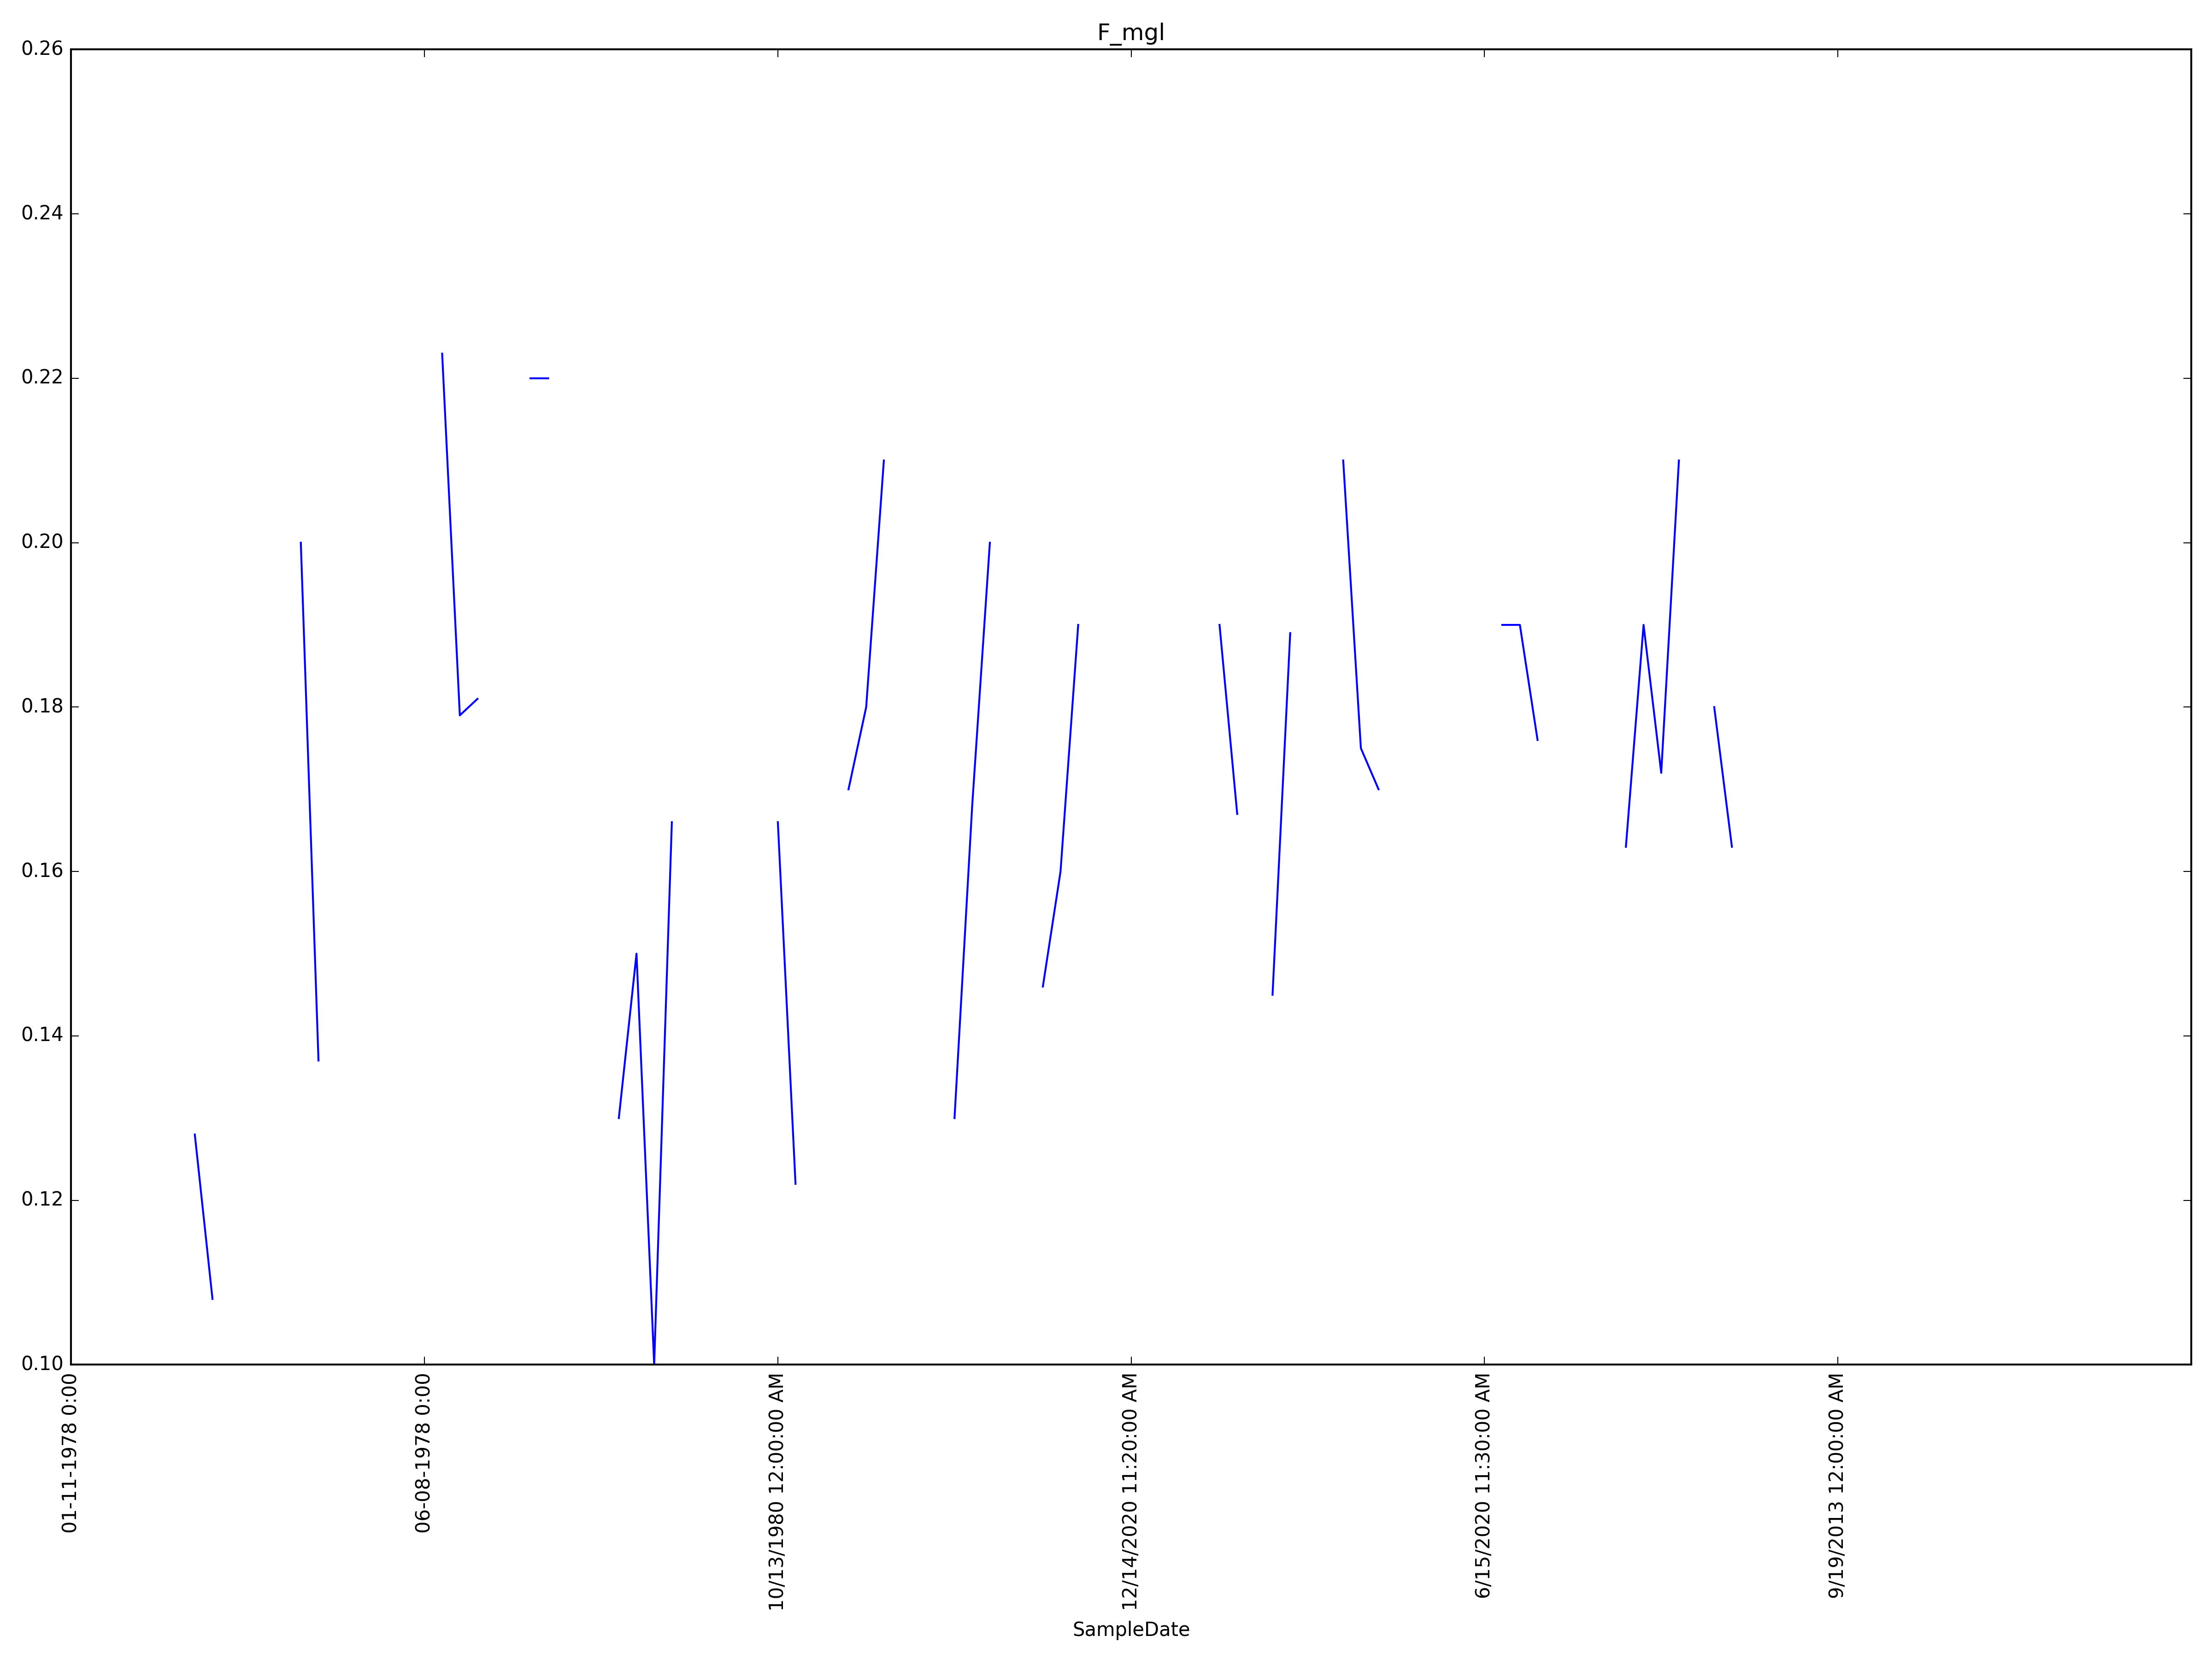 F_mgl
0.26
0.24
0.22
0.20
0.18
0.16
0.14
0.12
0.10
01-11-1978 0:00
06-08-1978 0:00
10/13/1980 12:00:00 AM
12/14/2020 11:20:00 AM
6/15/2020 11:30:00 AM
9/19/2013 12:00:00 AM
SampleDate